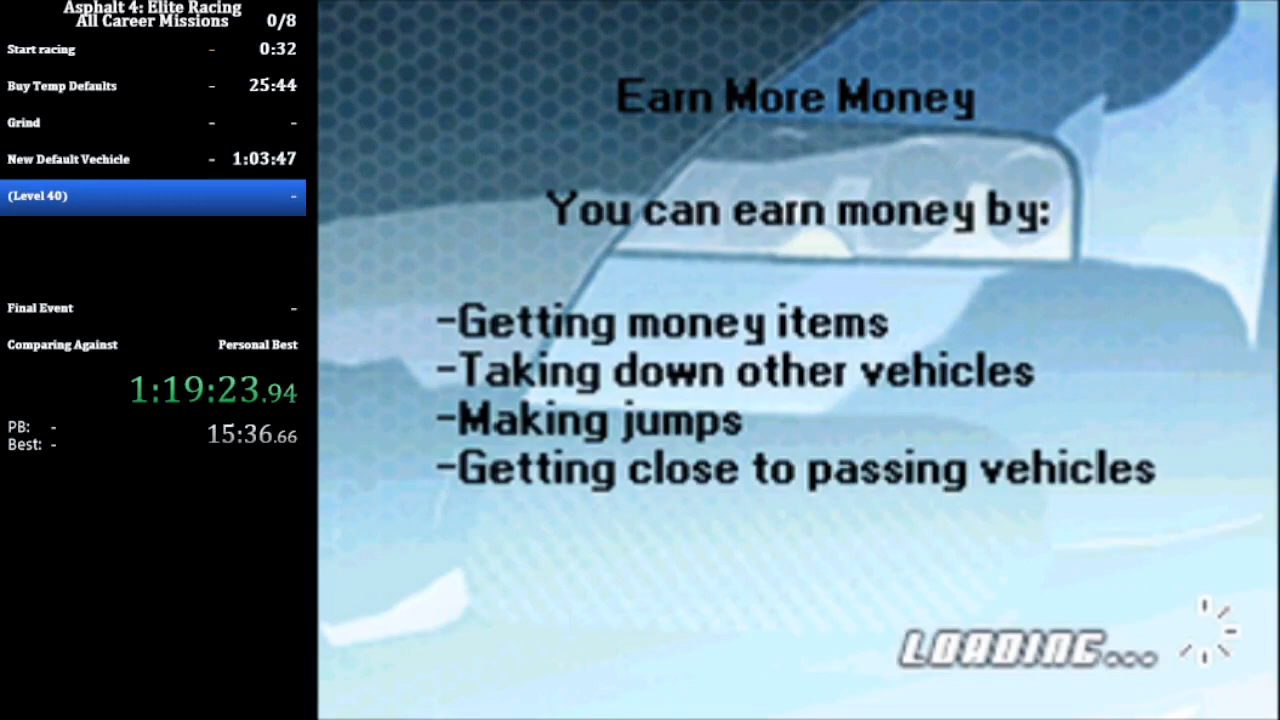 Asphalt 4: Elite Racing
All Career Missions 0/8
Start racing - 0:32
Buy Temp Defaults - 25:44
Grind - -
New Default Vechicle - 1:03:47
(Level 40) -
Final Event -
Comparing Against Personal Best
1:19:23.94
PB: - 15:36.66
Best: -
Earn More Money
You can earn money by:
-Getting money items
-Taking down other vehicles
-Making jumps
-Getting close to passing vehicles
LOADING...